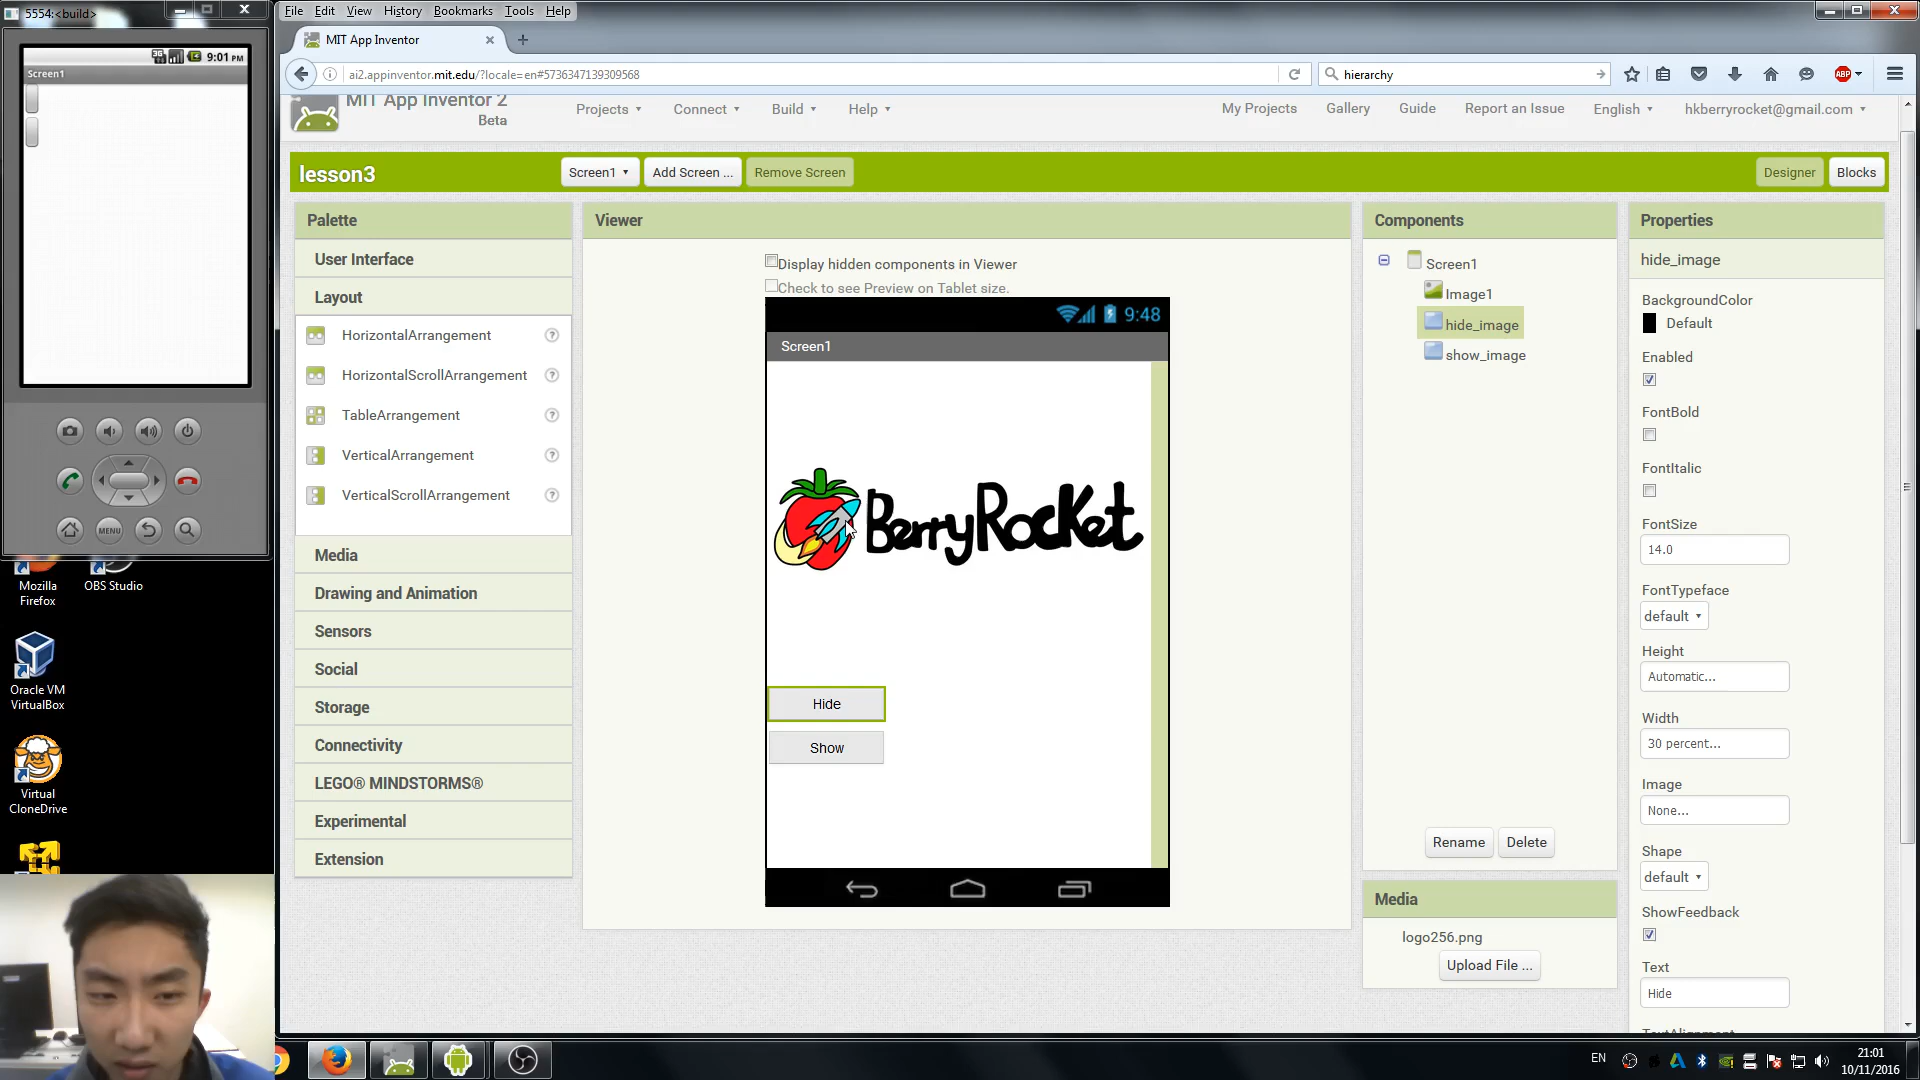 5554:<build>
9:01 PM
Screen1
MENU
Mozilla
Firefox
OBS Studio
Oracle VM
VirtualBox
Virtual
CloneDrive
File Edit View History Bookmarks Tools Help
MIT App Inventor
ai2.appinventor.mit.edu/?locale=en#5736347139309568
hierarchy
ABP
MIT App Inventor 2
Beta
Projects Connect Build Help
My Projects Gallery Guide Report an Issue English hkberryrocket@gmail.com
lesson3
Screen1 Add Screen ... Remove Screen
Designer Blocks
Palette
User Interface
Layout
HorizontalArrangement
HorizontalScrollArrangement
TableArrangement
VerticalArrangement
VerticalScrollArrangement
Media
Drawing and Animation
Sensors
Social
Storage
Connectivity
LEGO® MINDSTORMS®
Experimental
Extension
Viewer
Display hidden components in Viewer
Check to see Preview on Tablet size.
9:48
Screen1
BerryRocket
Hide
Show
Components
Screen1
Image1
hide_image
show_image
Rename Delete
Media
logo256.png
Upload File ...
Properties
hide_image
BackgroundColor
Default
Enabled
FontBold
FontItalic
FontSize
14.0
FontTypeface
default
Height
Automatic...
Width
30 percent...
Image
None...
Shape
default
ShowFeedback
Text
Hide
TextAlignment
EN
21:01
10/11/2016